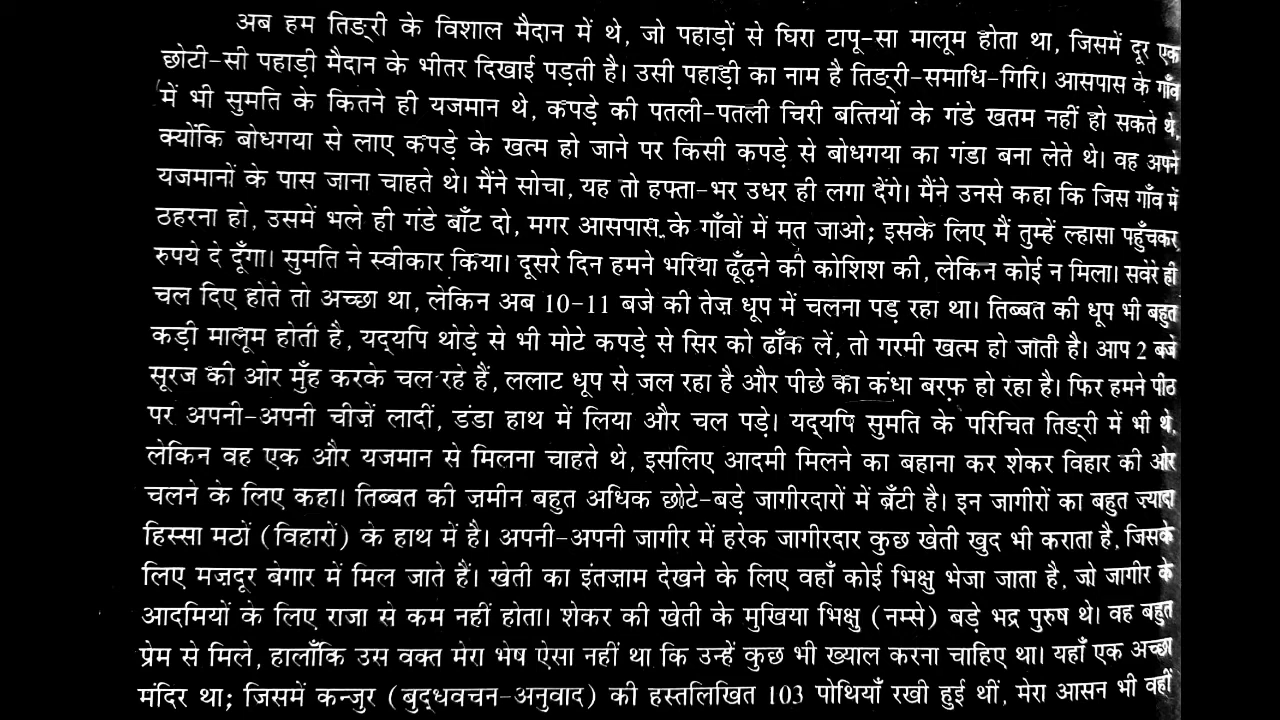 अब हम तिङ्री के विशाल मैदान में थे, जो पहाड़ों से घिरा टापू-सा मालूम होता था, जिसमें दूर एक
छोटी-सी पहाड़ी मैदान के भीतर दिखाई पड़ती है। उसी पहाड़ी का नाम है तिङ्री-समाधि-गिरि। आसपास के गाँव
में भी सुमति के कितने ही यजमान थे, कपड़े की पतली-पतली चिरी बत्तियों के गंडे खतम नहीं हो सकते थे,
क्योंकि बोधगया से लाए कपड़े के खत्म हो जाने पर किसी कपड़े से बोधगया का गंडा बना लेते थे। वह अपने
यजमानों के पास जाना चाहते थे। मैंने सोचा, यह तो हफ्ता-भर उधर ही लगा देंगे। मैंने उनसे कहा कि जिस गाँव में
ठहरना हो, उसमें भले ही गंडे बाँट दो, मगर आसपास के गाँवों में मत जाओ; इसके लिए मैं तुम्हें ल्हासा पहुँचकर
रुपये दे दूँगा। सुमति ने स्वीकार किया। दूसरे दिन हमने भरिया ढूँढ़ने की कोशिश की, लेकिन कोई न मिला। सवेरे ही
चल दिए होते तो अच्छा था, लेकिन अब 10-11 बजे की तेज़ धूप में चलना पड़ रहा था। तिब्बत की धूप भी बहुत
कड़ी मालूम होती है, यद्यपि थोड़े से भी मोटे कपड़े से सिर को ढाँक लें, तो गरमी खत्म हो जाती है। आप 2 बजे
सूरज की ओर मुँह करके चल रहे हैं, ललाट धूप से जल रहा है और पीछे का कंधा बरफ़ हो रहा है। फिर हमने पीठ
पर अपनी-अपनी चीज़ें लादीं, डंडा हाथ में लिया और चल पड़े। यद्यपि सुमति के परिचित तिङ्री में भी थे,
लेकिन वह एक और यजमान से मिलना चाहते थे, इसलिए आदमी मिलने का बहाना कर शेकर विहार की ओर
चलने के लिए कहा। तिब्बत की ज़मीन बहुत अधिक छोटे-बड़े जागीरदारों में बँटी है। इन जागीरों का बहुत ज्यादा
हिस्सा मठों (विहारों) के हाथ में है। अपनी-अपनी जागीर में हरेक जागीरदार कुछ खेती खुद भी कराता है, जिसके
लिए मज़दूर बेगार में मिल जाते हैं। खेती का इंतज़ाम देखने के लिए वहाँ कोई भिक्षु भेजा जाता है, जो जागीर के
आदमियों के लिए राजा से कम नहीं होता। शेकर की खेती के मुखिया भिक्षु (नम्से) बड़े भद्र पुरुष थे। वह बहुत
प्रेम से मिले, हालाँकि उस वक्त मेरा भेष ऐसा नहीं था कि उन्हें कुछ भी ख्याल करना चाहिए था। यहाँ एक अच्छा
मंदिर था; जिसमें कन्जुर (बुद्धवचन-अनुवाद) की हस्तलिखित 103 पोथियाँ रखी हुई थीं, मेरा आसन भी वहीं